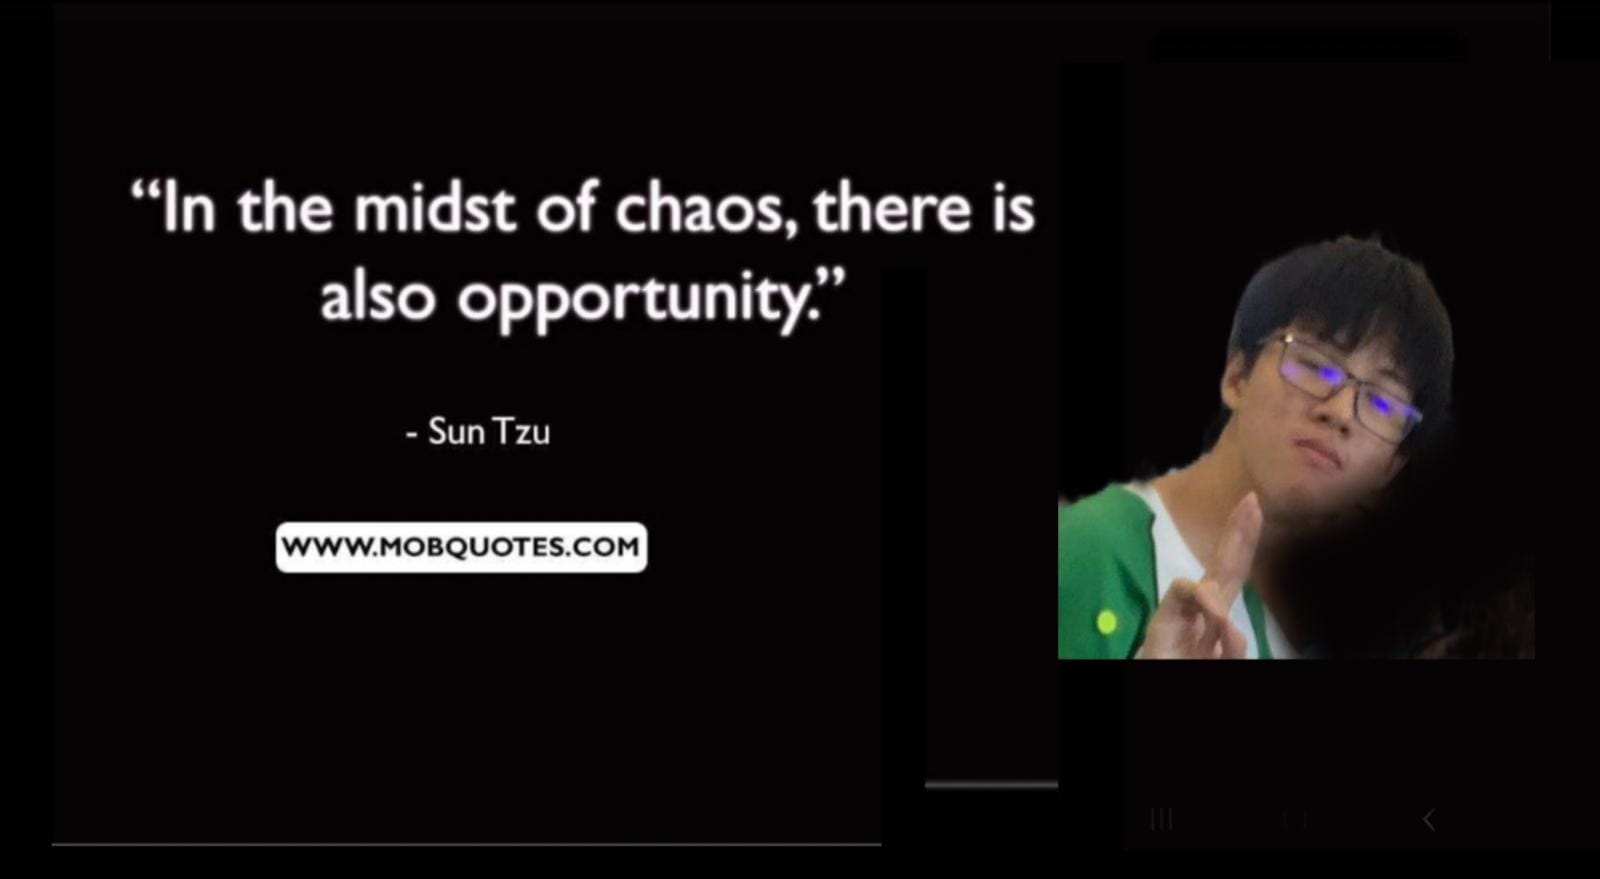 “In the midst of chaos, there is
also opportunity.”
- Sun Tzu
WWW.MOBQUOTES.COM